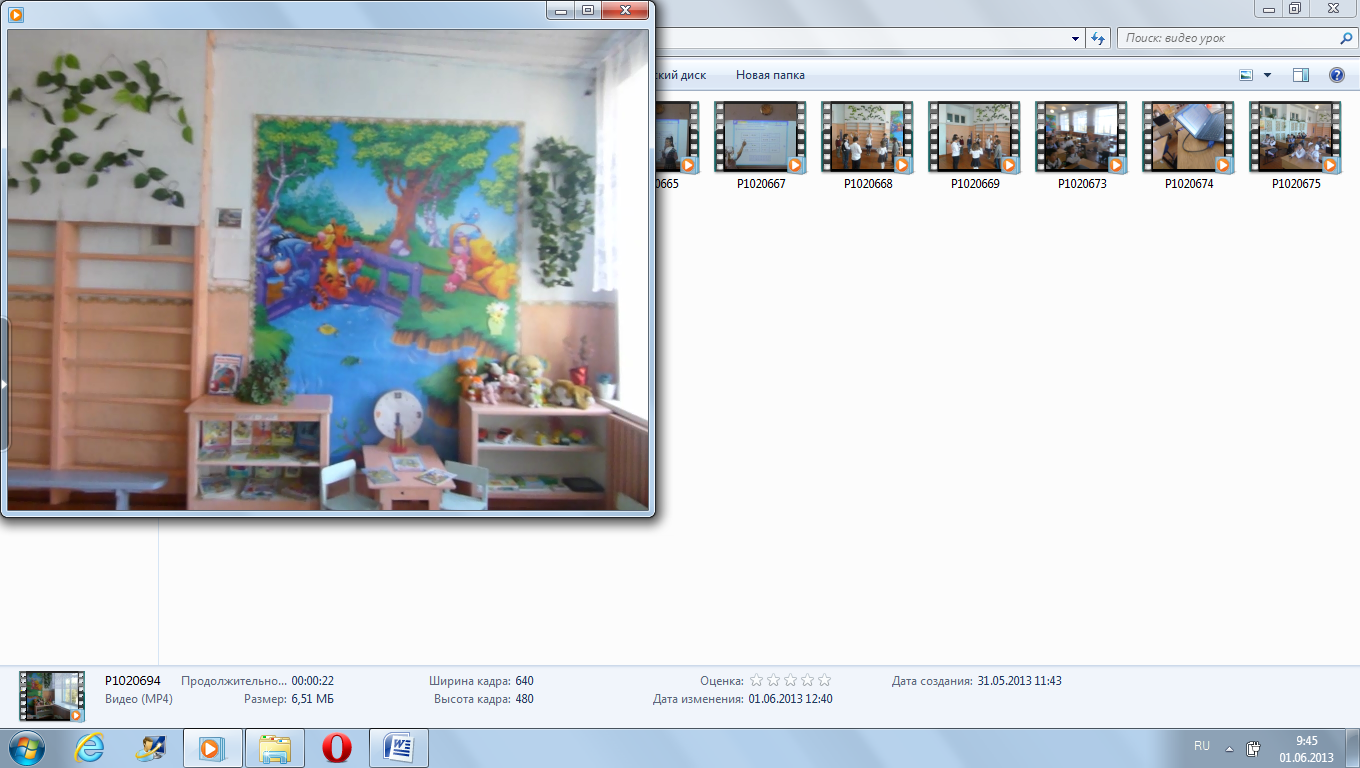 Поиск: видео урок
ский диск Новая папка
0665 P1020667 P1020668 P1020669 P1020673 P1020674 P1020675
P1020694 Продолжительно... 00:00:22 Ширина кадра: 640 Оценка: Дата создания: 31.05.2013 11:43
Видео (MP4) Размер: 6,51 МБ Высота кадра: 480 Дата изменения: 01.06.2013 12:40
RU 9:45
01.06.2013